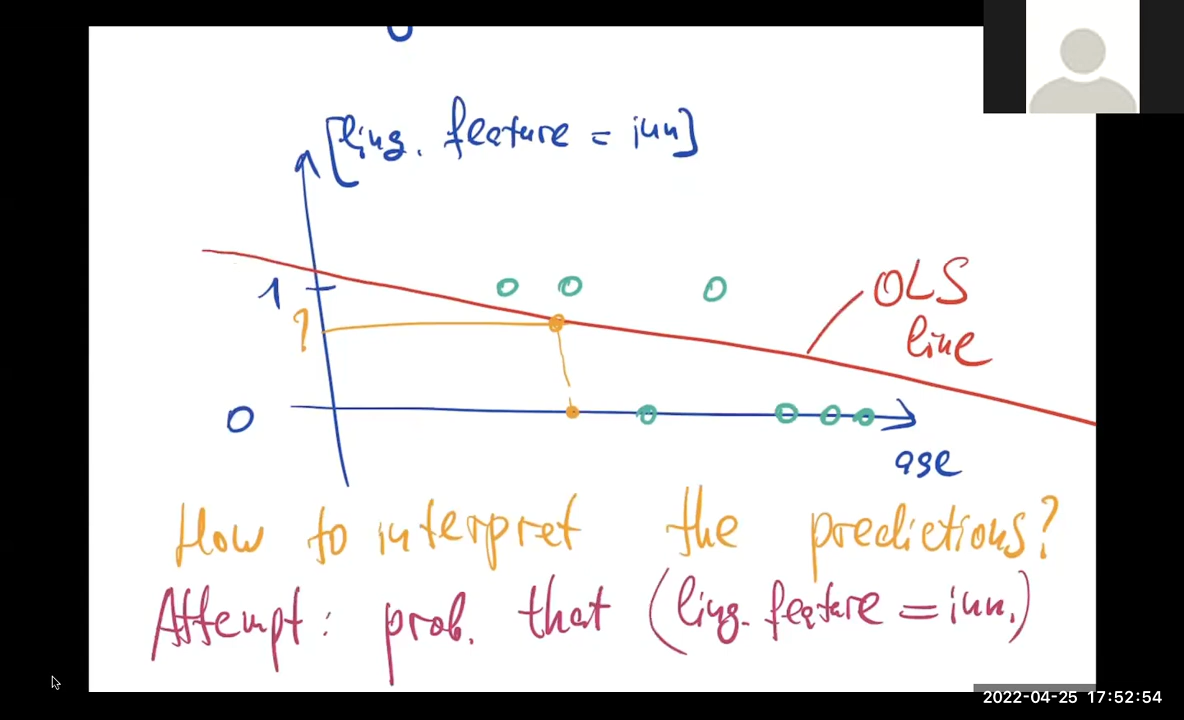 [ling. feature = inn]
1
?
OLS
line
0
age
How to interpret the predictions?
Attempt: prob. that (ling. feature = inn.)
2022-04-25 17:52:54